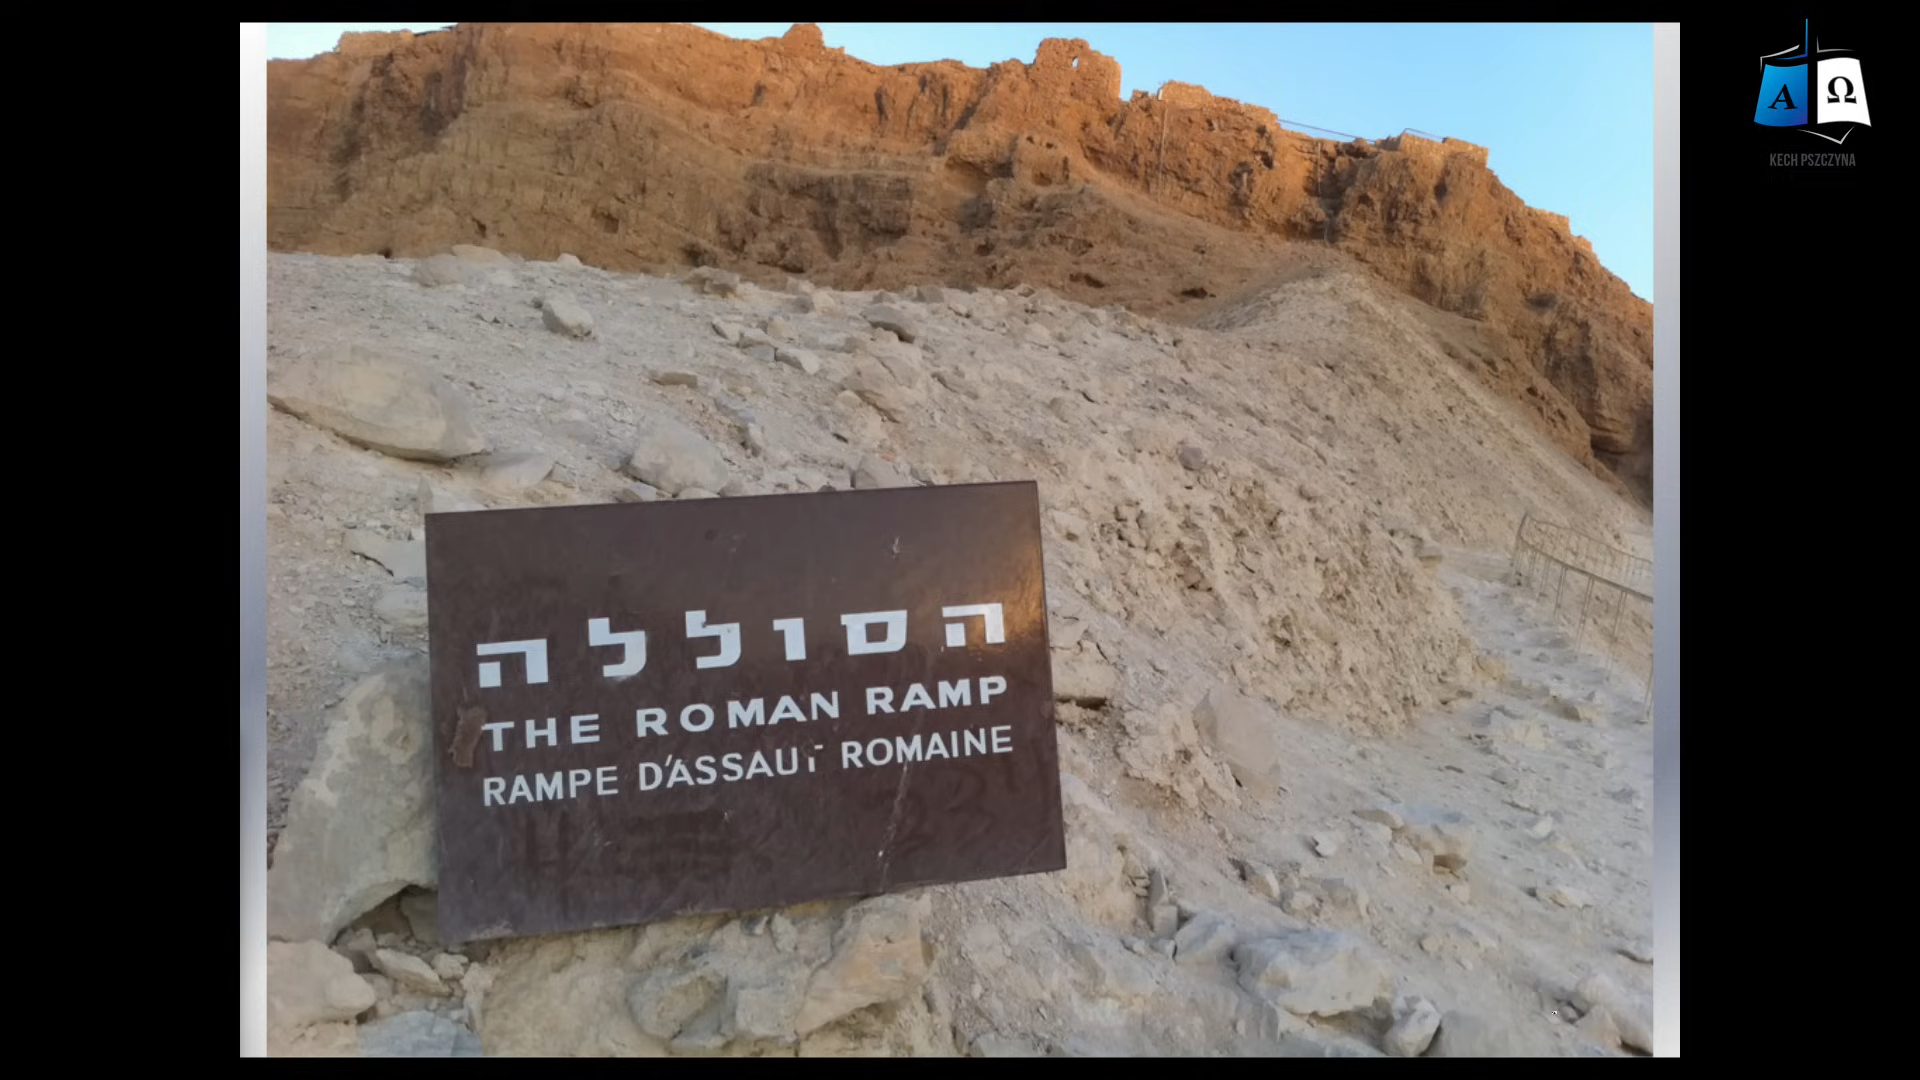 הסוללה
THE ROMAN RAMP
RAMPE D'ASSAUT ROMAINE
A Ω
KECH PSZCZYNA